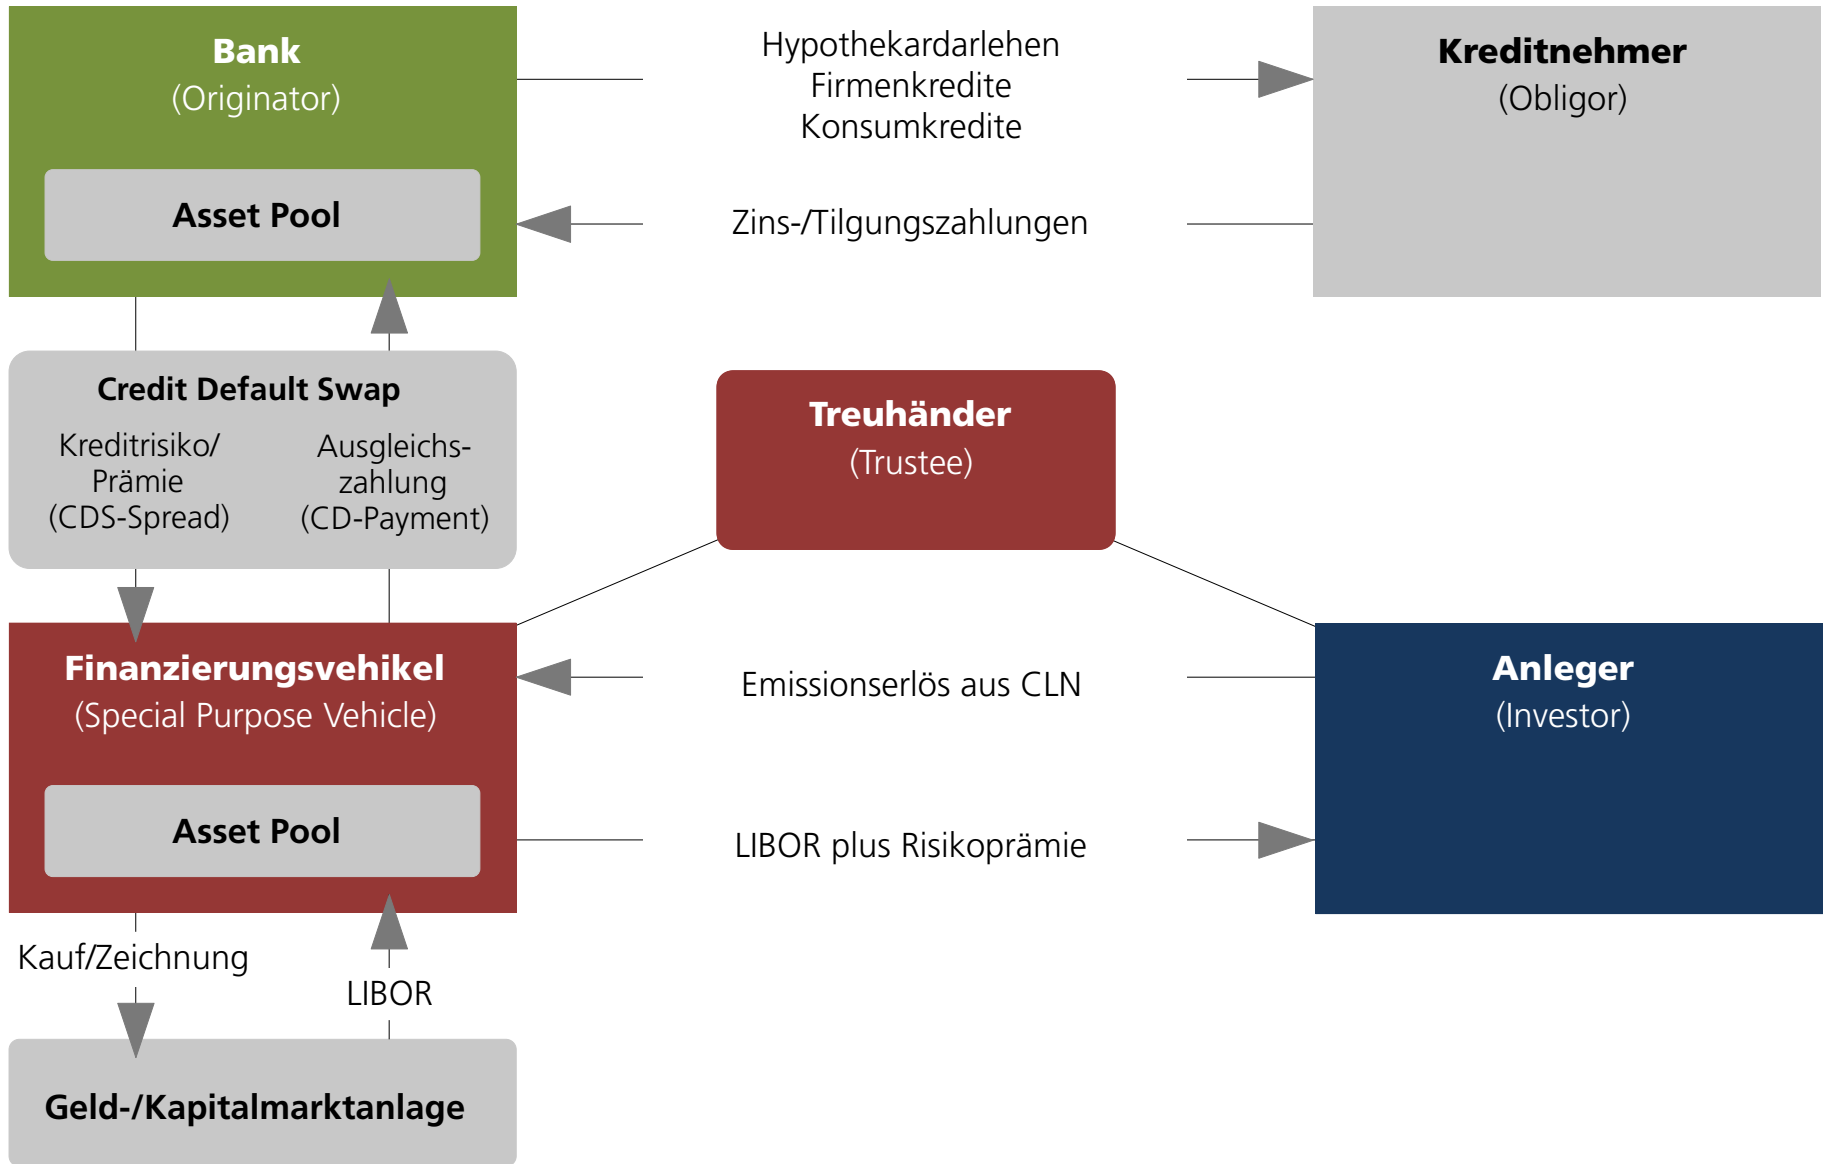 Bank
(Originator)
Asset Pool
Hypothekardarlehen
Firmenkredite
Konsumkredite
Zins-/Tilgungszahlungen
Kreditnehmer
(Obligor)
Credit Default Swap
Kreditrisiko/
Prämie
(CDS-Spread)
Ausgleichs-
zahlung
(CD-Payment)
Treuhänder
(Trustee)
Finanzierungsvehikel
(Special Purpose Vehicle)
Asset Pool
Emissionserlös aus CLN
LIBOR plus Risikoprämie
Anleger
(Investor)
Kauf/Zeichnung
LIBOR
Geld-/Kapitalmarktanlage